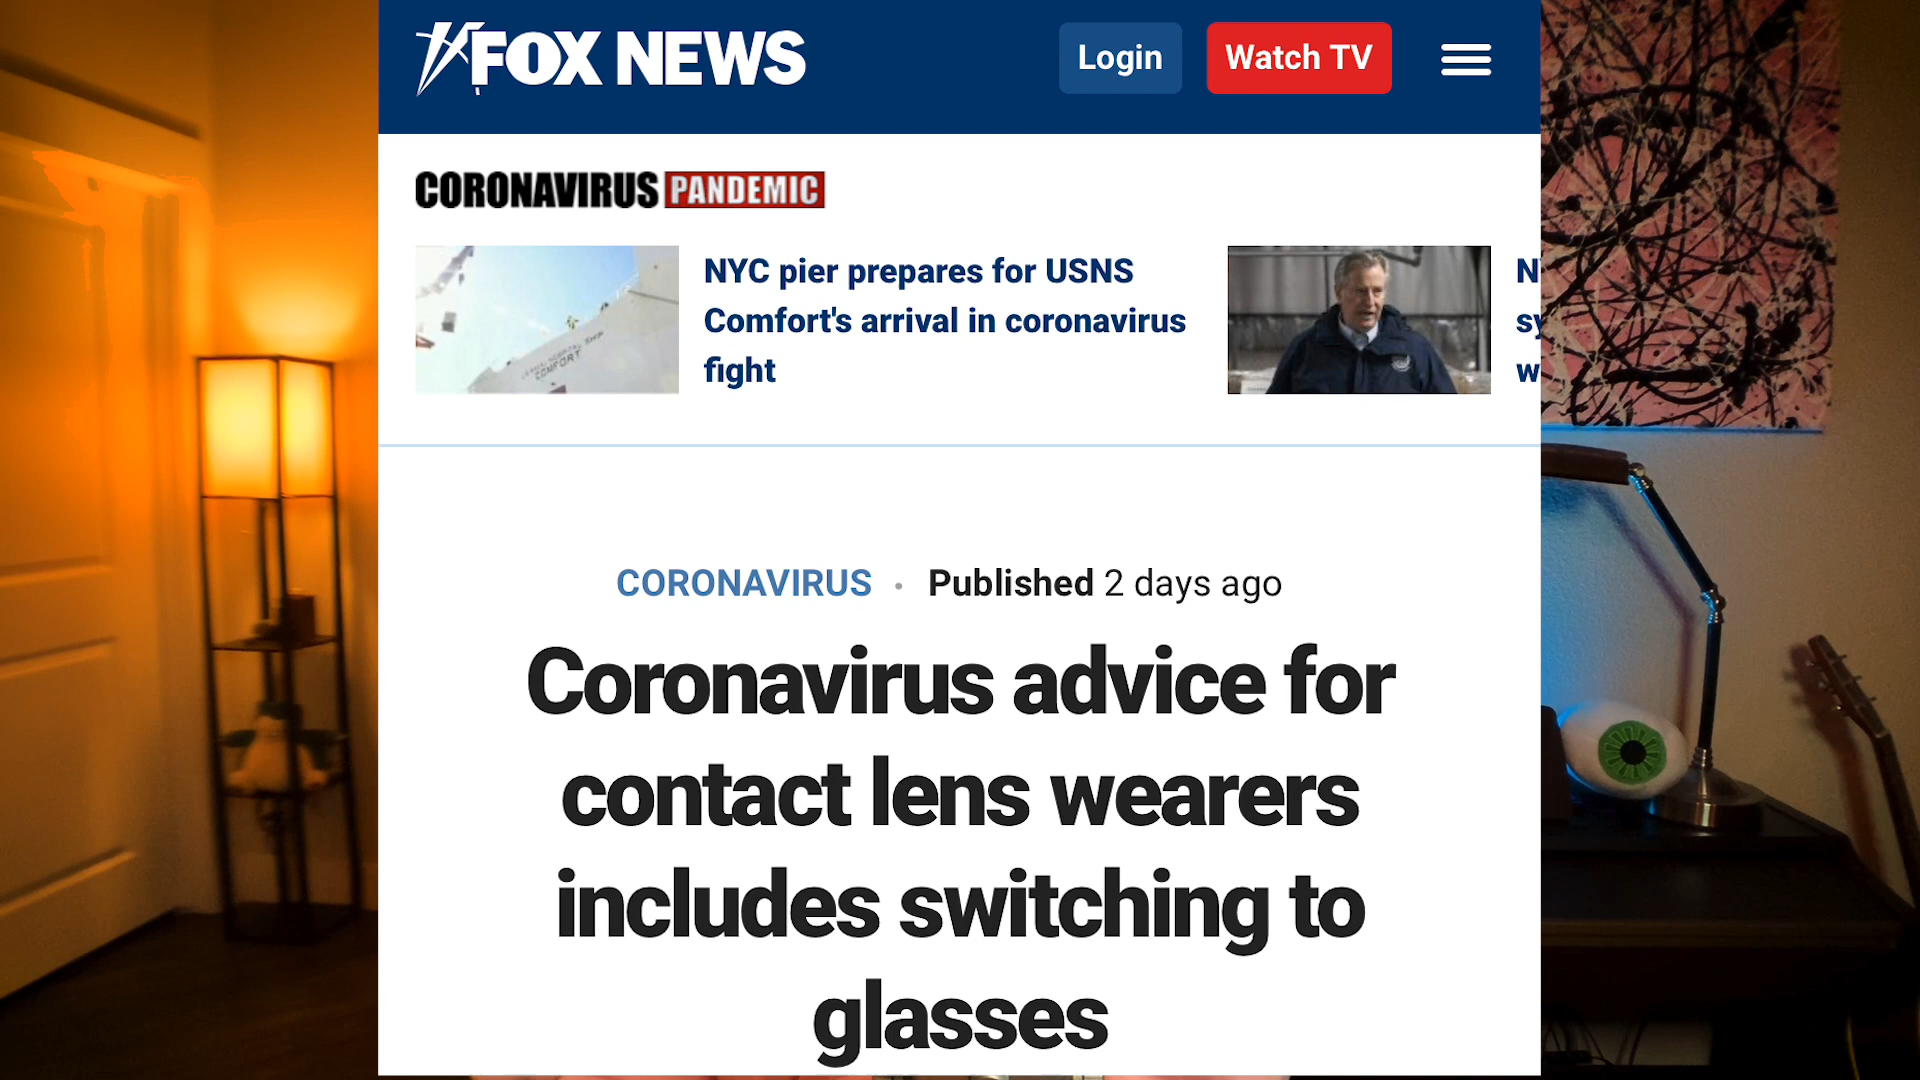 FOX NEWS
Login
Watch TV
CORONAVIRUS PANDEMIC
NYC pier prepares for USNS
Comfort's arrival in coronavirus
fight
COMFORT
CORONAVIRUS • Published 2 days ago
Coronavirus advice for
contact lens wearers
includes switching to
glasses